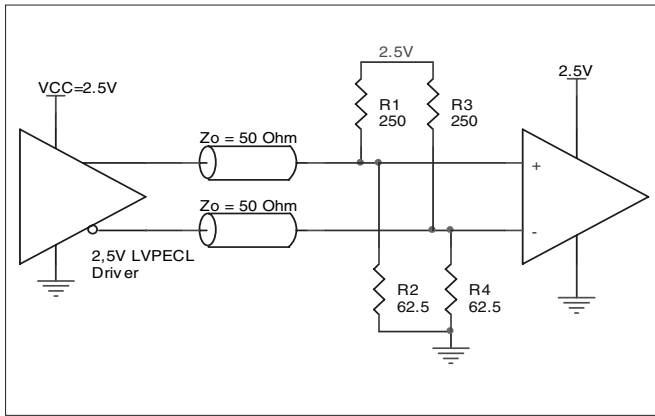 2.5V
VCC=2.5V
2.5V
R1
250
R3
250
Zo = 50 Ohm
+
Zo = 50 Ohm
-
2,5V LVPECL
Driver
R2
62.5
R4
62.5